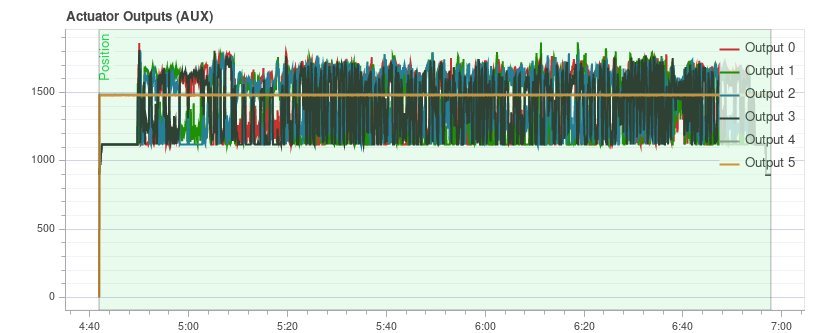 Actuator Outputs (AUX)
Position
1500
1000
500
0
Output 0
Output 1
Output 2
Output 3
Output 4
Output 5
4:40 5:00 5:20 5:40 6:00 6:20 6:40 7:00